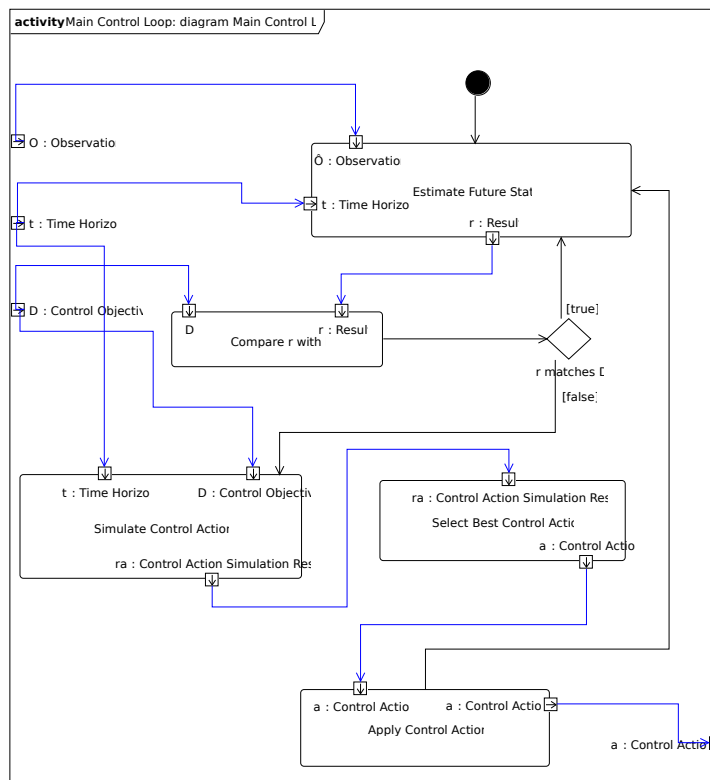 activity Main Control Loop: diagram Main Control L
O : Observatio
Ô : Observatio
Estimate Future Stat
t : Time Horizo
t : Time Horizo
r : Resul
D : Control Objectiv
[true]
D
r : Resul
Compare r with
r matches D
[false]
t : Time Horizo
D : Control Objectiv
ra : Control Action Simulation Res
Select Best Control Actio
Simulate Control Action
a : Control Actio
ra : Control Action Simulation Res
a : Control Actio
a : Control Actio
Apply Control Action
a : Control Actio